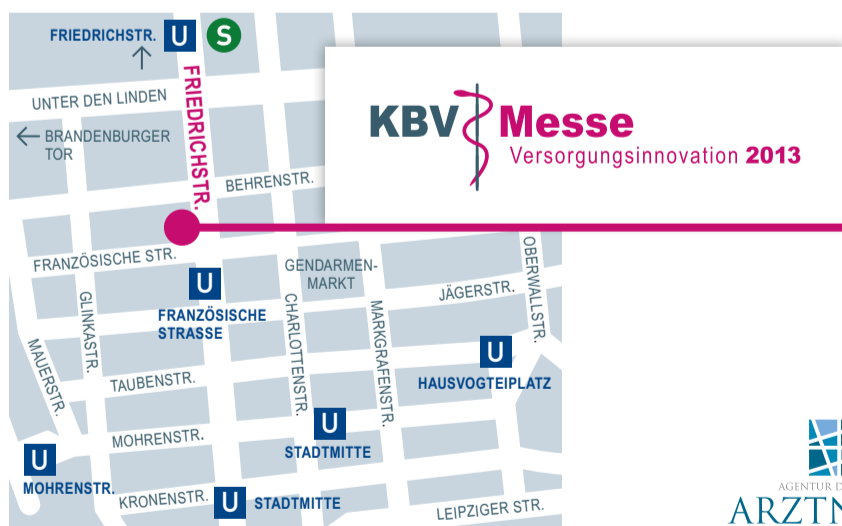 FRIEDRICHSTR. U S
UNTER DEN LINDEN
FRIEDRICHSTR.
BRANDENBURGER
TOR
BEHRENSTR.
KBV Messe
Versorgungsinnovation 2013
FRANZÖSISCHE STR.
GENDARMEN-
MARKT
OBERWALLSTR.
U
FRANZÖSISCHE
STRASSE
JÄGERSTR.
GLINKASTR.
CHARLOTTENSTR.
MARKGRAFENSTR.
MAUERSTR.
TAUBENSTR.
U
HAUSVOGTEIPLATZ
MOHRENSTR.
U
STADTMITTE
U
MOHRENSTR.
KRONENSTR.
U STADTMITTE
LEIPZIGER STR.
AGENTUR